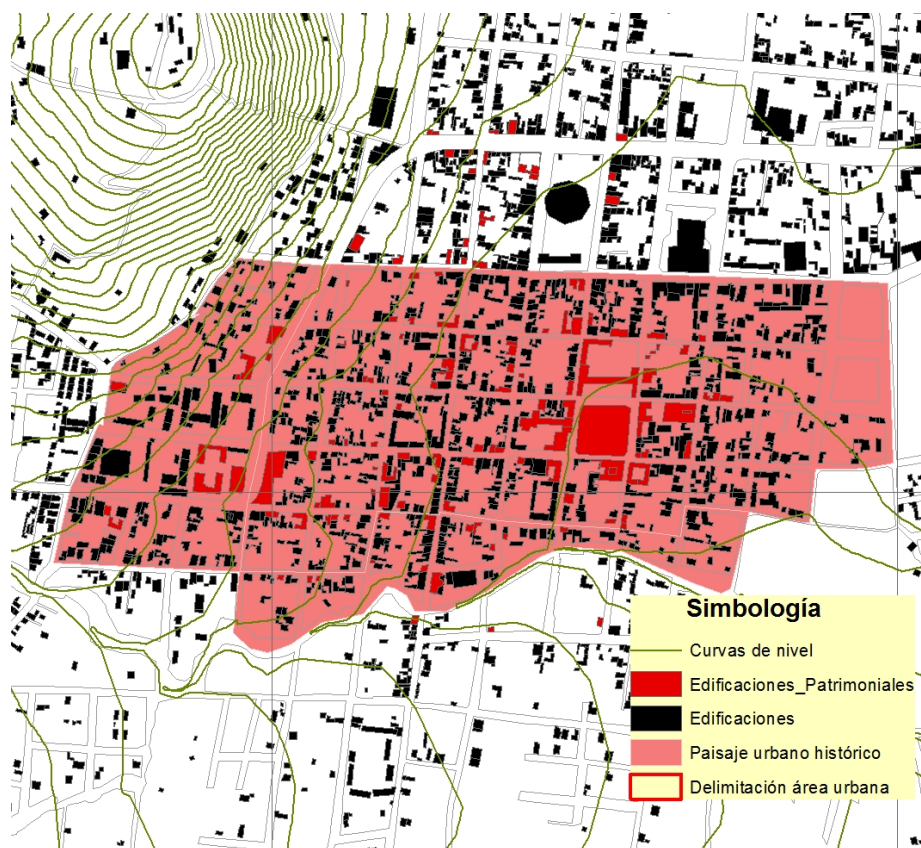 Simbología
Curvas de nivel
Edificaciones_Patrimoniales
Edificaciones
Paisaje urbano histórico
Delimitación área urbana